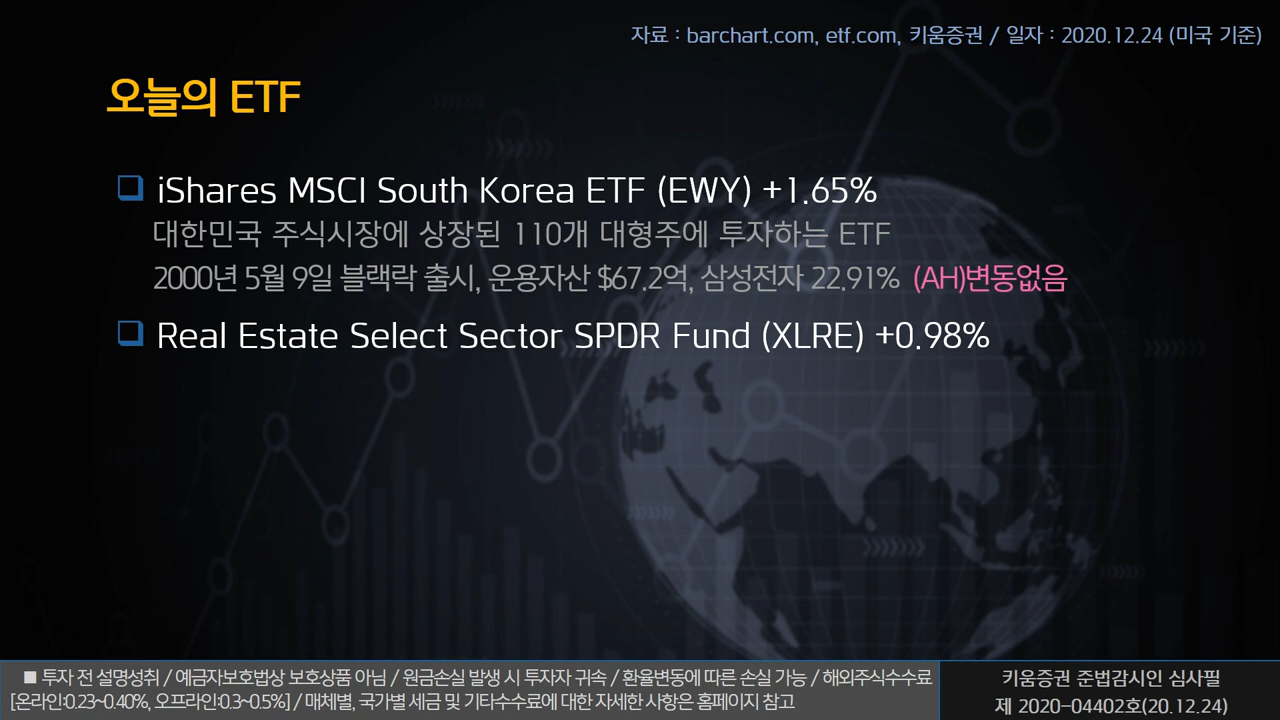 자료 : barchart.com, etf.com, 키움증권 / 일자 : 2020.12.24 (미국 기준)
오늘의 ETF
iShares MSCI South Korea ETF (EWY) +1.65%
대한민국 주식시장에 상장된 110개 대형주에 투자하는 ETF
2000년 5월 9일 블랙락 출시, 운용자산 $67.2억, 삼성전자 22.91% (AH)변동없음
Real Estate Select Sector SPDR Fund (XLRE) +0.98%
■ 투자 전 설명성취 / 예금자보호법상 보호상품 아님 / 원금손실 발생 시 투자자 귀속 / 환율변동에 따른 손실 가능 / 해외주식수수료
[온라인:0.23~0.40%, 오프라인:0.3~0.5%] / 매체별, 국가별 세금 및 기타수수료에 대한 자세한 사항은 홈페이지 참고
키움증권 준법감시인 심사필
제 2020-04402호(20.12.24)